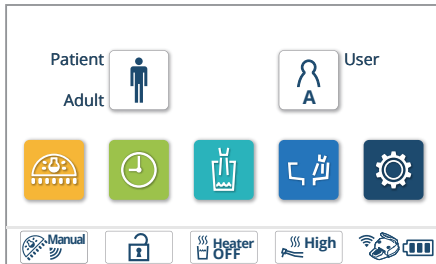 Patient
Adult
User
A
Manual
Heater
OFF
High